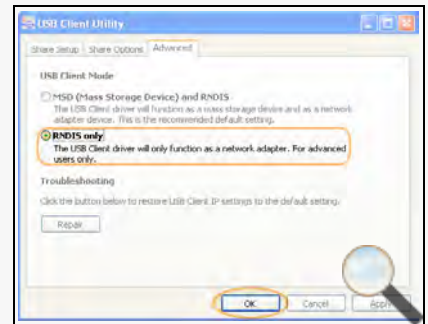 USB Client Utility
Share Setup Share Options Advanced
USB Client Mode
MSD (Mass Storage Device) and RNDIS
The USB Client driver will function as a mass storage device and as a network
adapter device. This is the recommended default setting.
RNDIS only
The USB Client driver will only function as a network adapter. For advanced
users only.
Troubleshooting
Click the button below to restore USB Client IP settings to the default setting.
Repair
OK Cancel Apply